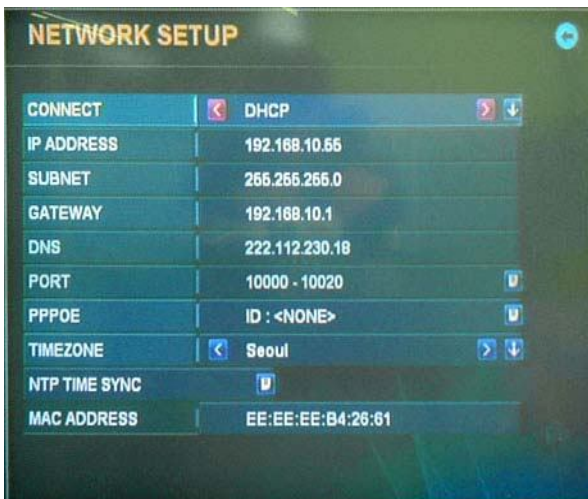 NETWORK SETUP
CONNECT DHCP
IP ADDRESS 192.168.10.55
SUBNET 255.255.255.0
GATEWAY 192.168.10.1
DNS 222.112.230.18
PORT 10000 - 10020
PPPOE ID : <NONE>
TIMEZONE Seoul
NTP TIME SYNC
MAC ADDRESS EE:EE:EE:B4:26:61